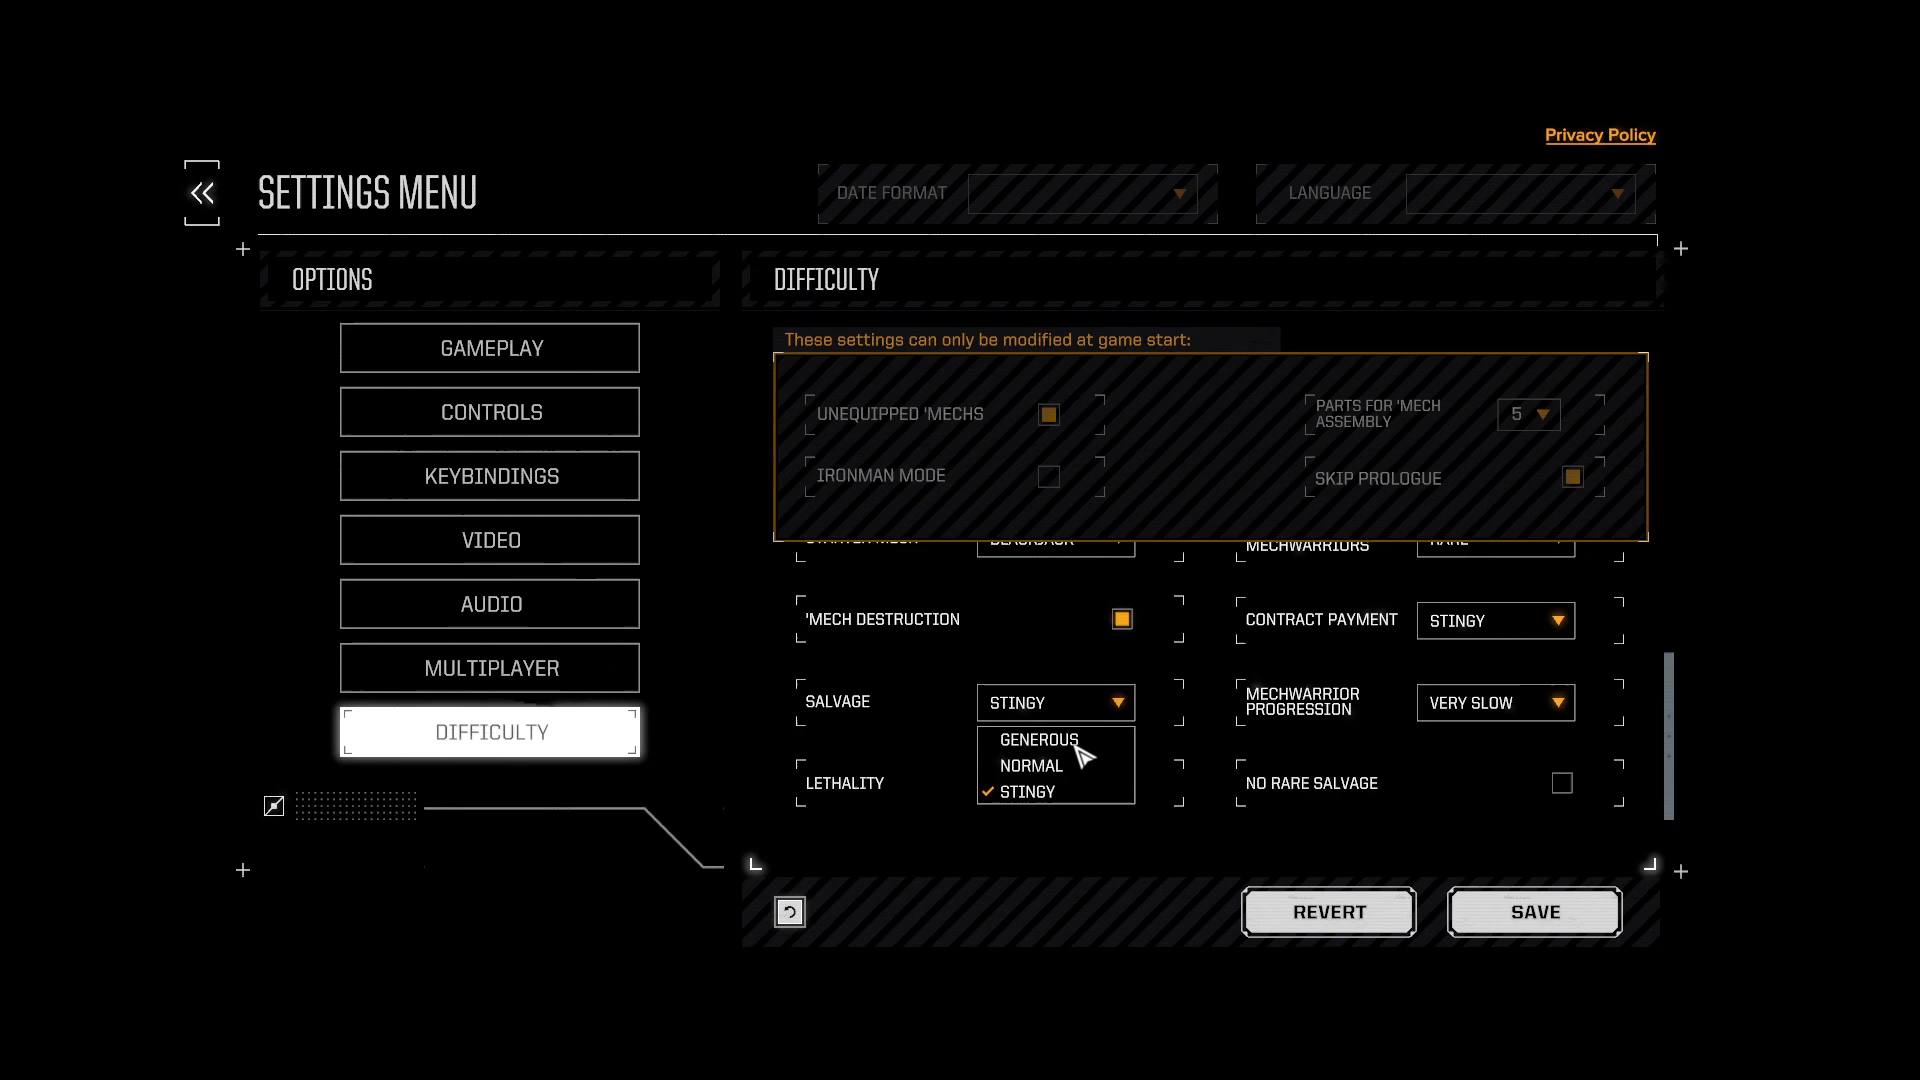 Privacy Policy
SETTINGS MENU
DATE FORMAT
LANGUAGE
OPTIONS
DIFFICULTY
GAMEPLAY
CONTROLS
KEYBINDINGS
VIDEO
AUDIO
MULTIPLAYER
DIFFICULTY
These settings can only be modified at game start:
UNEQUIPPED 'MECHS
PARTS FOR 'MECH
ASSEMBLY
5
IRONMAN MODE
SKIP PROLOGUE
MECHWARRIORS
'MECH DESTRUCTION
CONTRACT PAYMENT
STINGY
SALVAGE
STINGY
GENEROUS
NORMAL
STINGY
MECHWARRIOR
PROGRESSION
VERY SLOW
LETHALITY
NO RARE SALVAGE
REVERT
SAVE